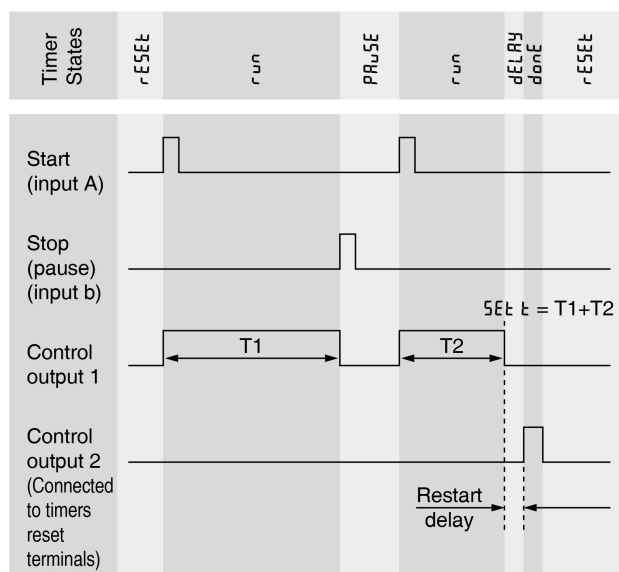 Timer
States
rESEt
run
PAuSE
run
dELAY
donE
rESEt
Start
(input A)
Stop
(pause)
(input b)
SEt t = T1+T2
Control
output 1
T1
T2
Control
output 2
(Connected
to timers
reset
terminals)
Restart
delay